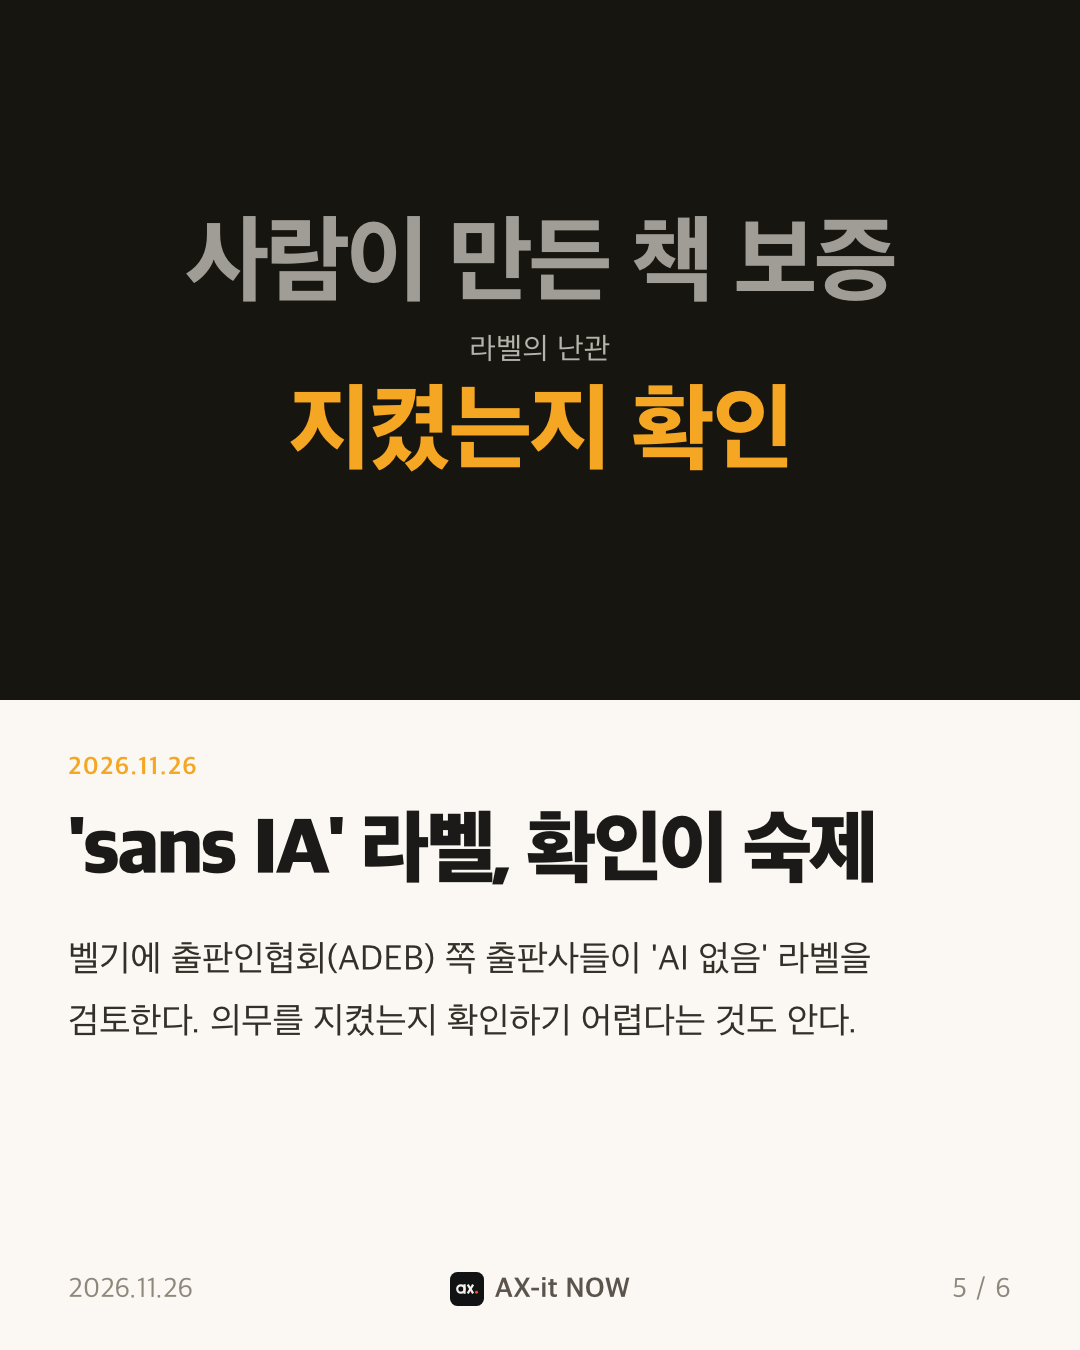 사람이 만든 책 보증
라벨의 난관
지켰는지 확인
2026.11.26
'sans IA' 라벨, 확인이 숙제
벨기에 출판인협회(ADEB) 쪽 출판사들이 'AI 없음' 라벨을
검토한다. 의무를 지켰는지 확인하기 어렵다는 것도 안다.
2026.11.26
ax. AX-it NOW
5 / 6